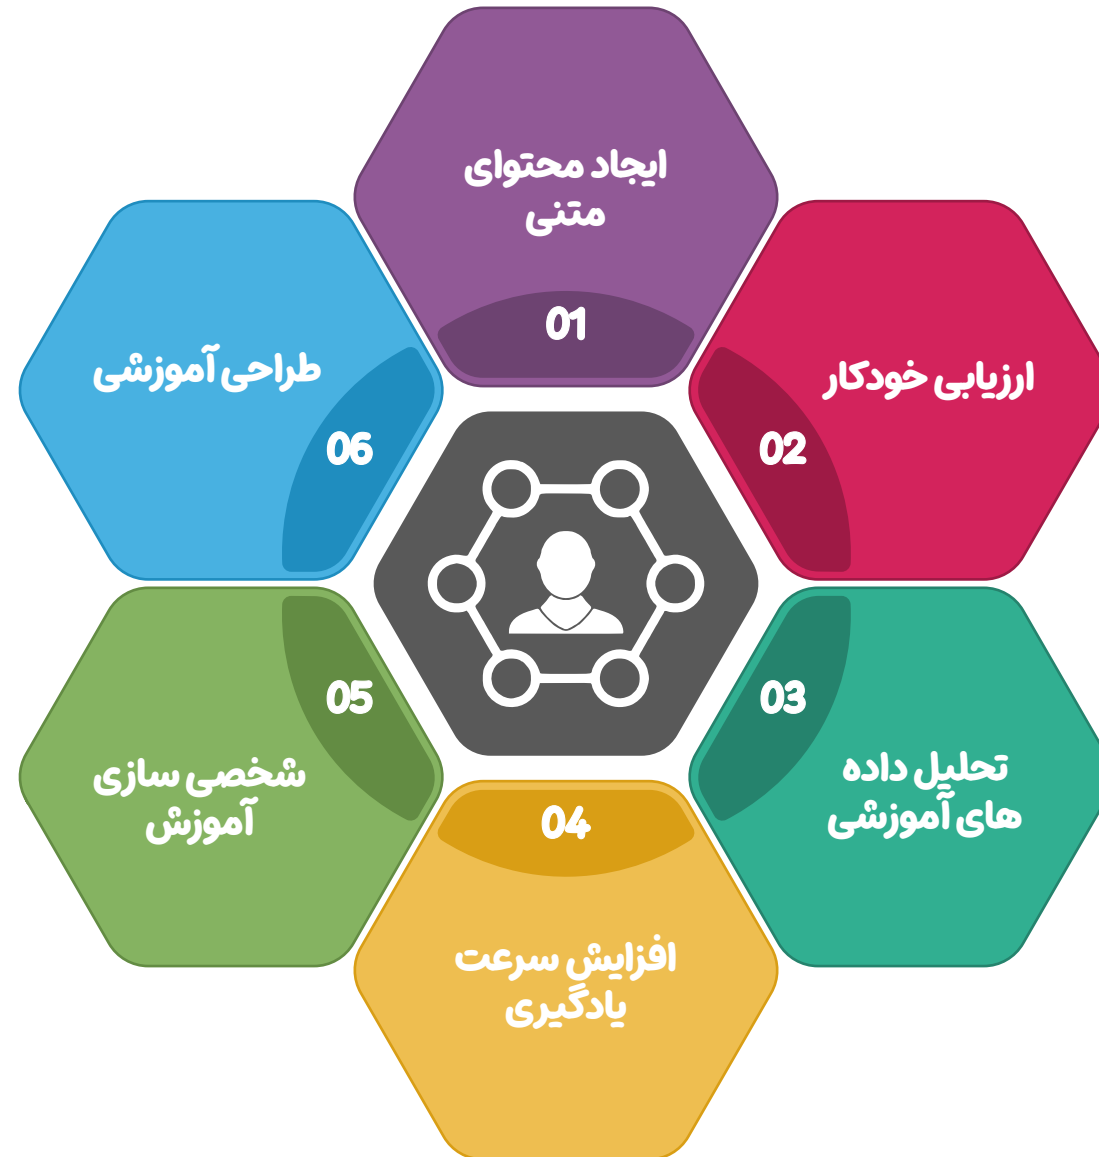 ایجاد محتوای
متنی
01
ارزیابی خودکار
02
03
تحلیل داده
های آموزشی
04
افزایش سرعت
یادگیری
05
شخصی سازی
آموزش
طراحی آموزشی
06